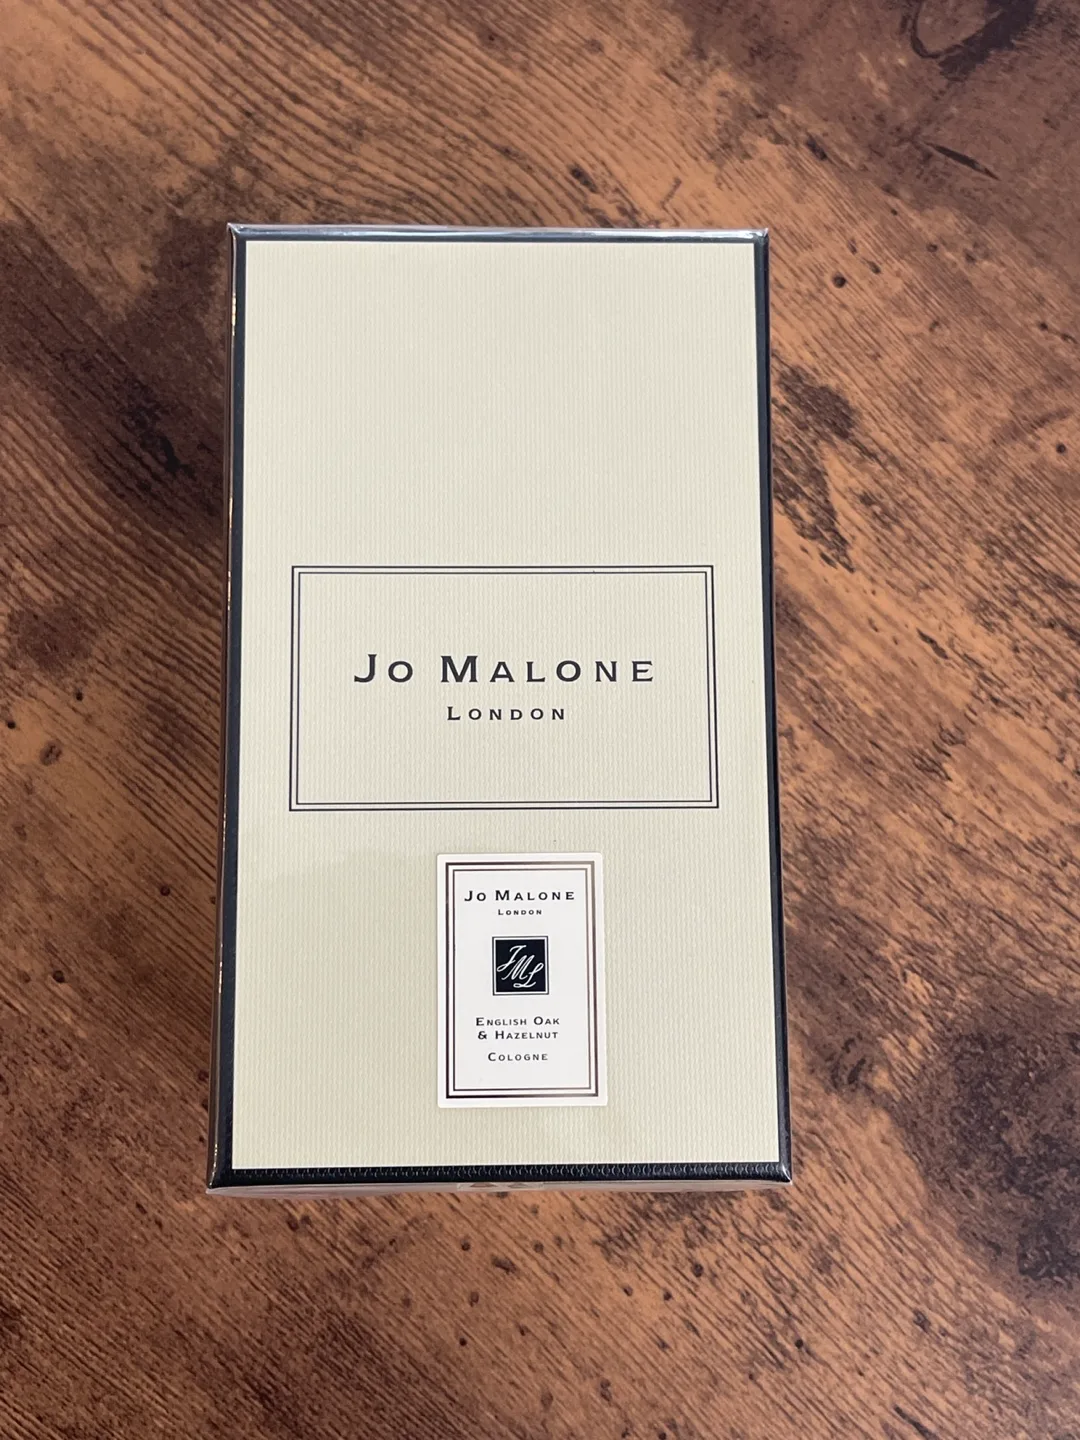 Jo Malone
London
Jo Malone
London
JML
English Oak
& Hazelnut
Cologne